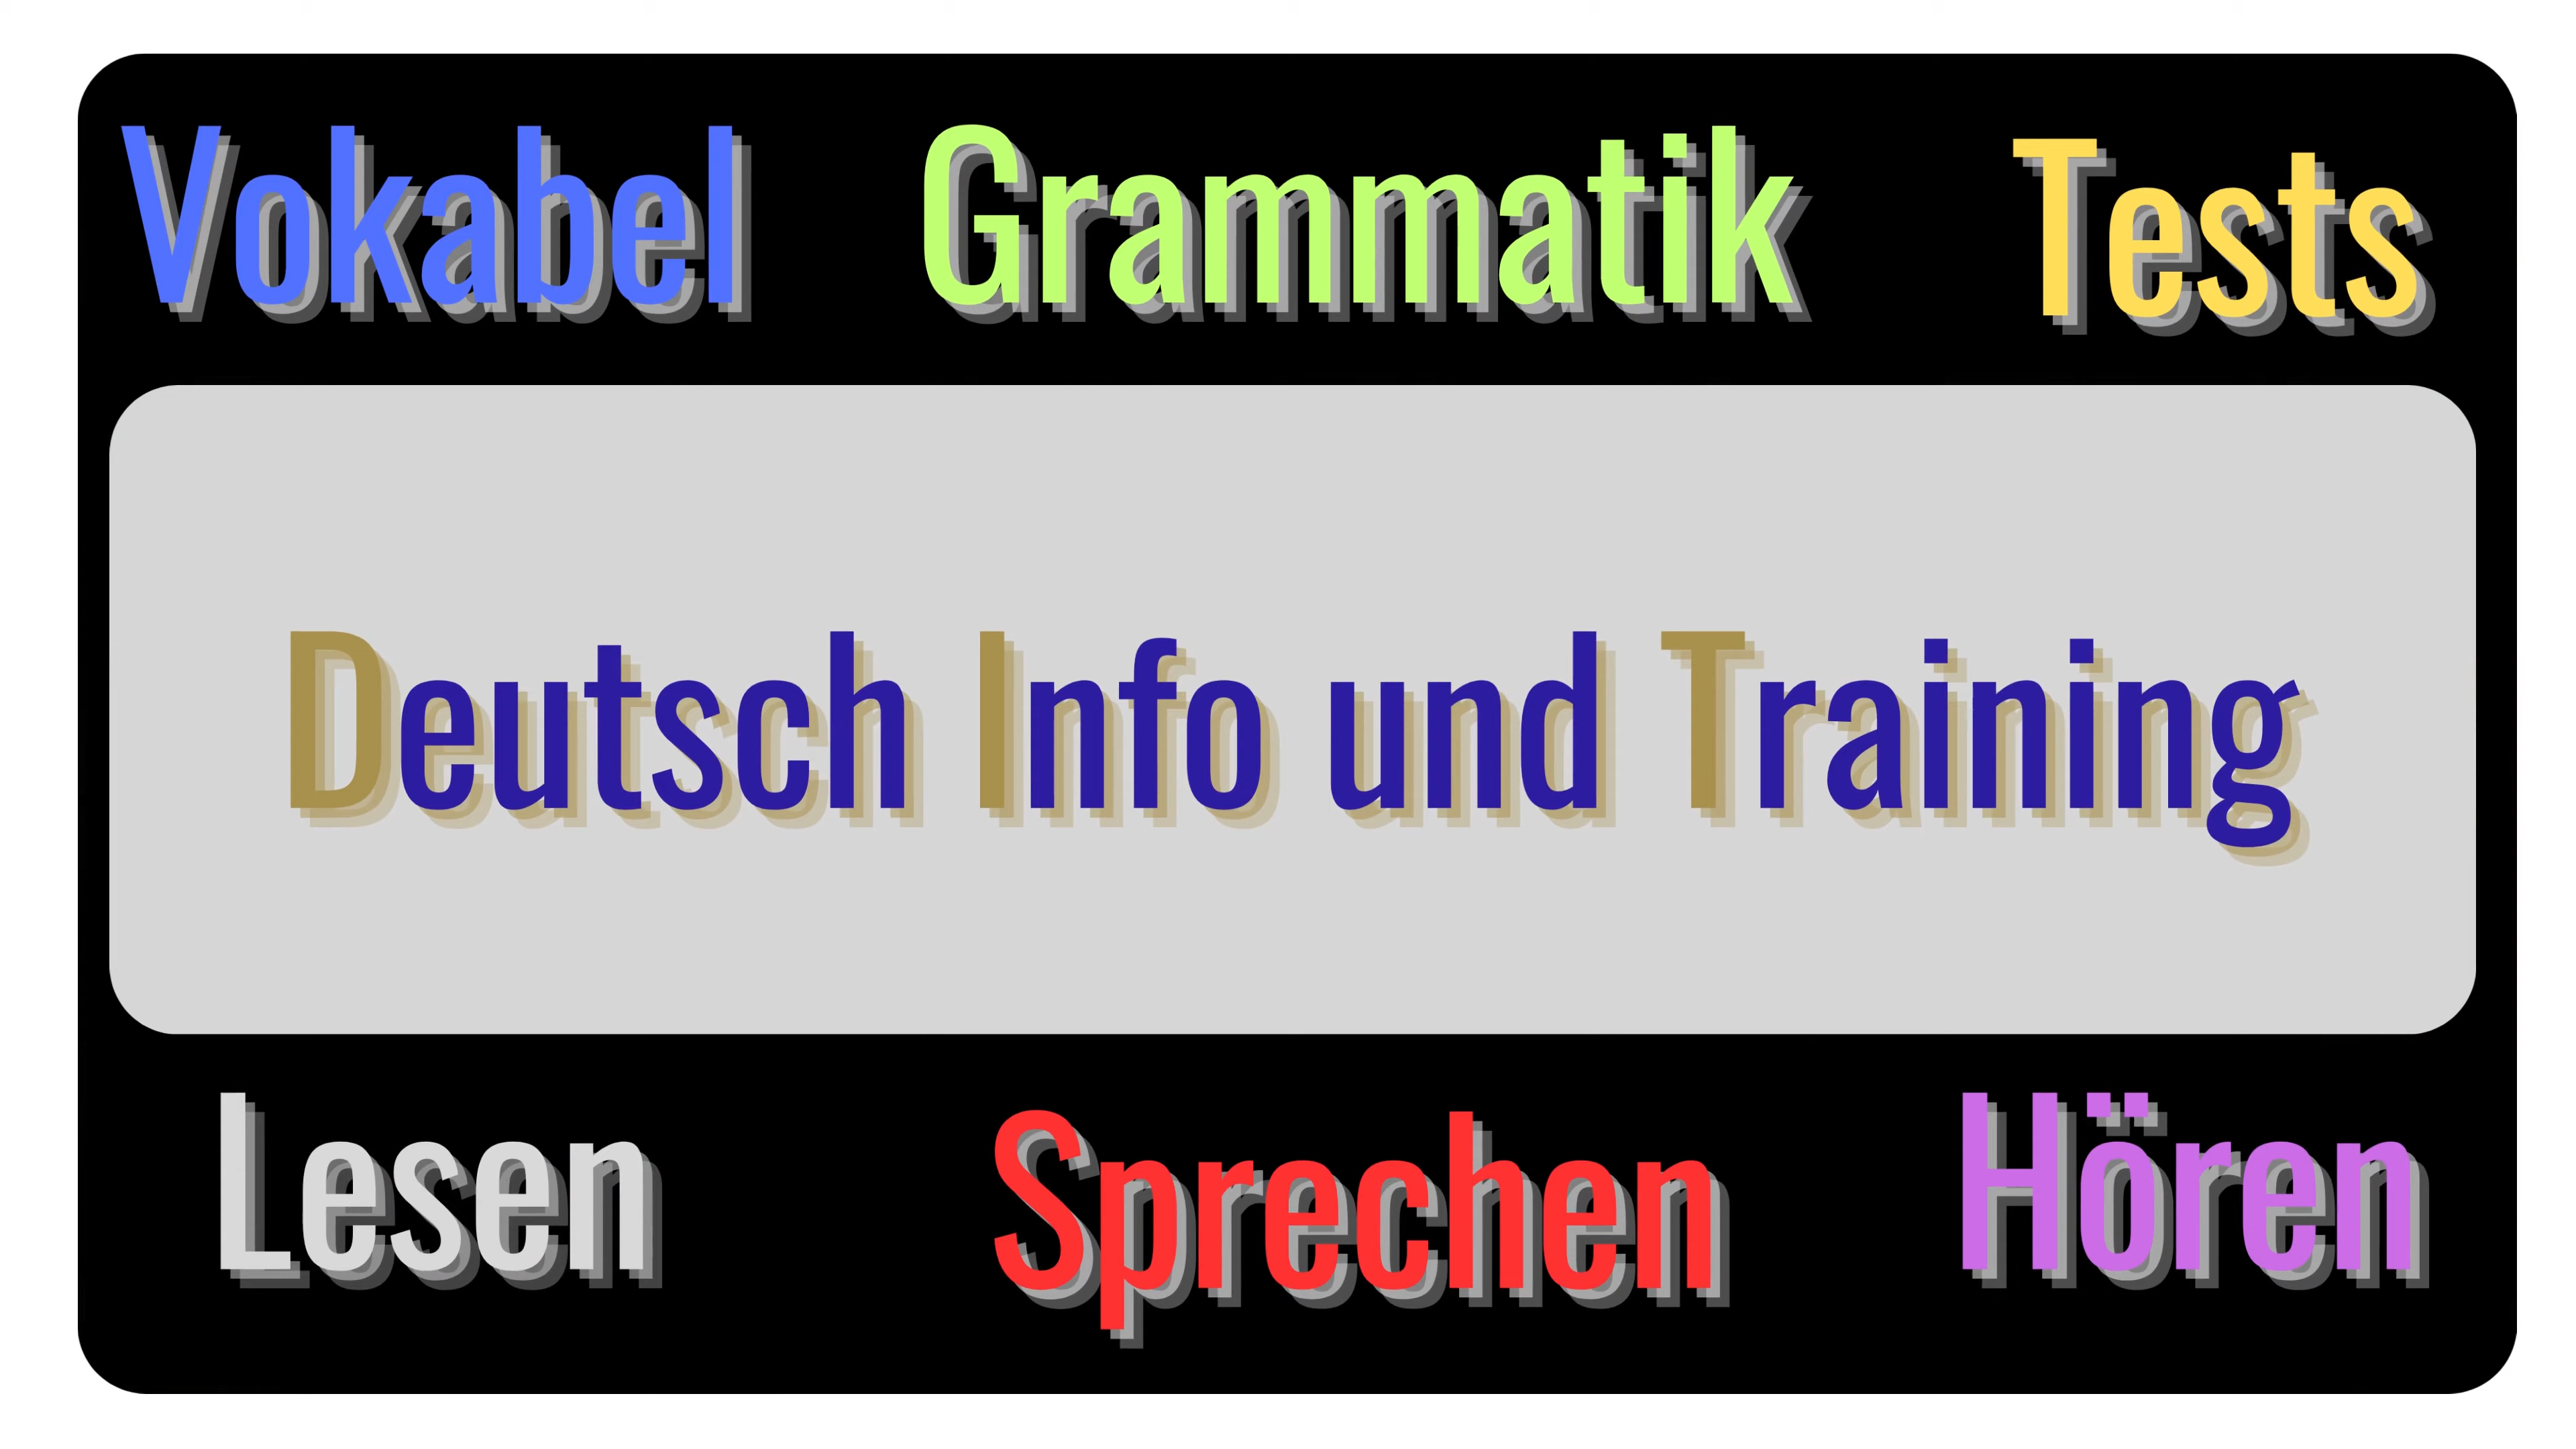 Vokabel Grammatik Tests
Deutsch Info und Training
Lesen Sprechen Hören